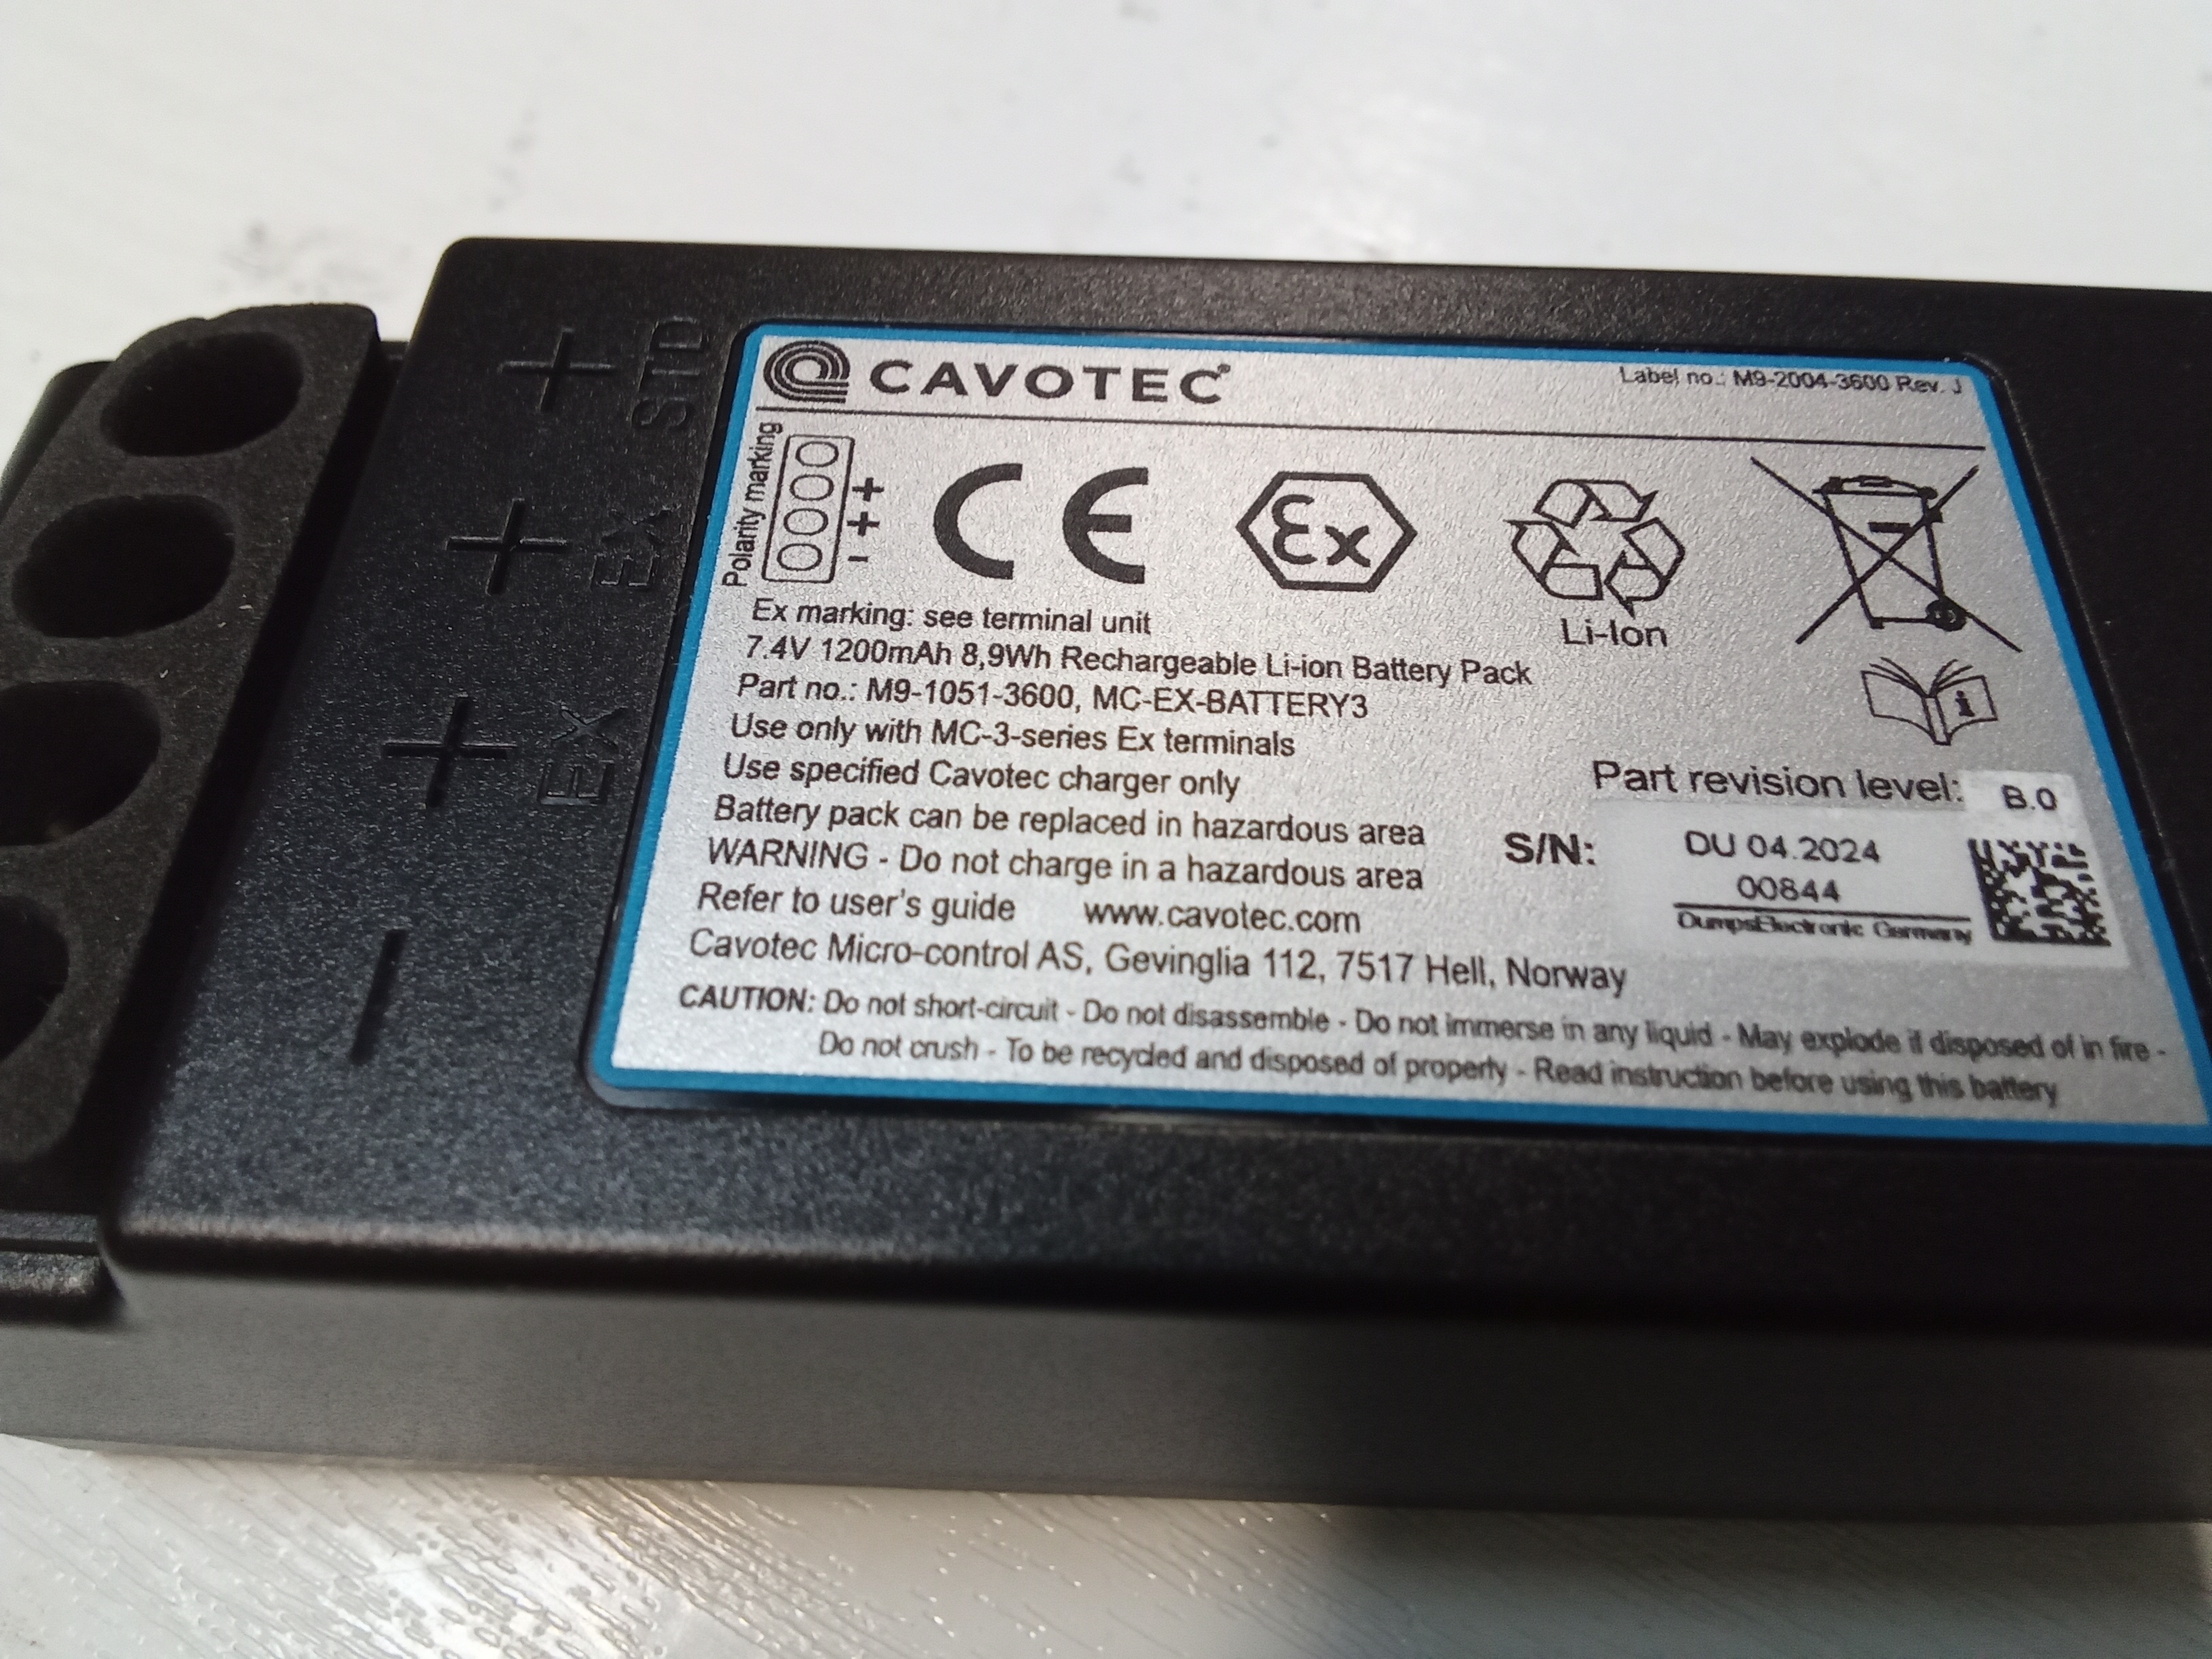 + STD
+ EX
+ EX
-
CAVOTEC
Label no.: M9-2004-3600 Rev. J
Polarity marking
+
+
-
CE
Ex
Li-Ion
i
Ex marking: see terminal unit
7.4V 1200mAh 8,9Wh Rechargeable Li-ion Battery Pack
Part no.: M9-1051-3600, MC-EX-BATTERY3
Use only with MC-3-series Ex terminals
Use specified Cavotec charger only
Battery pack can be replaced in hazardous area
WARNING - Do not charge in a hazardous area
Refer to user's guide www.cavotec.com
Cavotec Micro-control AS, Gevinglia 112, 7517 Hell, Norway
Part revision level: B.0
S/N: DU 04.2024
00844
DumpsElectronic Germany
CAUTION: Do not short-circuit - Do not disassemble - Do not immerse in any liquid - May explode if disposed of in fire -
Do not crush - To be recycled and disposed of properly - Read instruction before using this battery